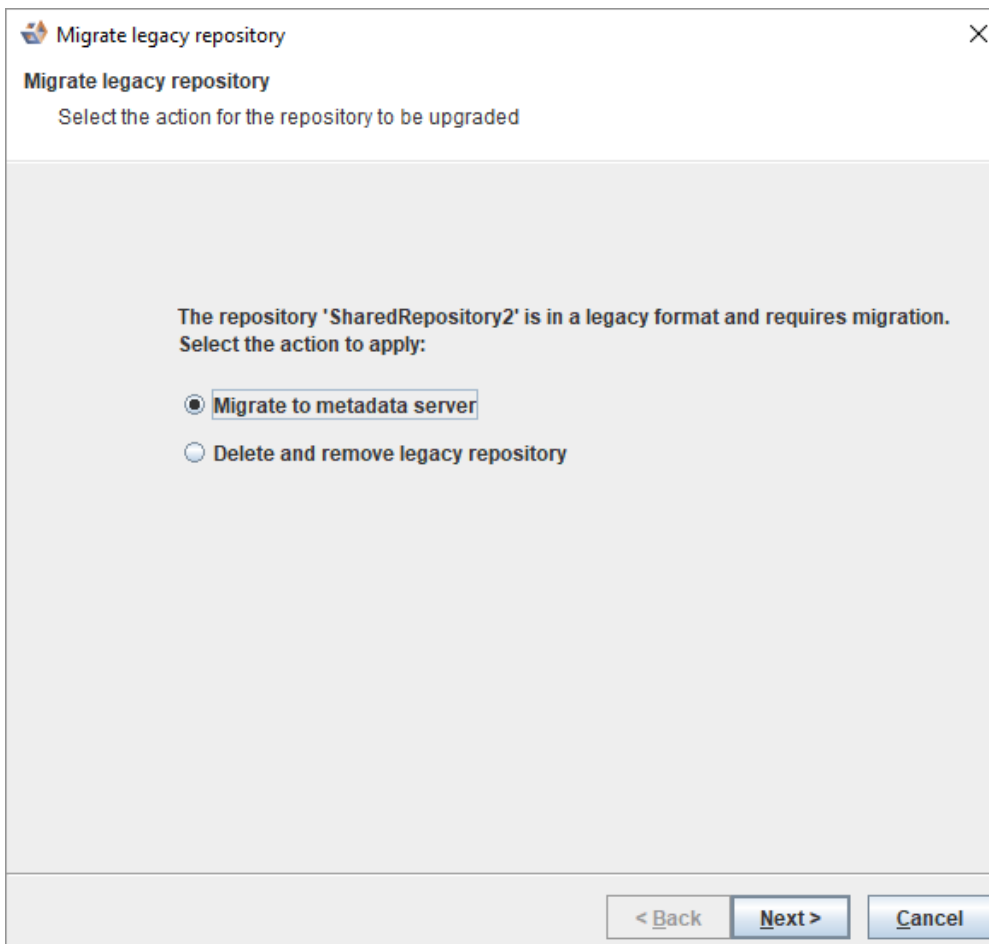 Migrate legacy repository
Migrate legacy repository
Select the action for the repository to be upgraded
The repository 'SharedRepository2' is in a legacy format and requires migration.
Select the action to apply:
Migrate to metadata server
Delete and remove legacy repository
< Back Next > Cancel